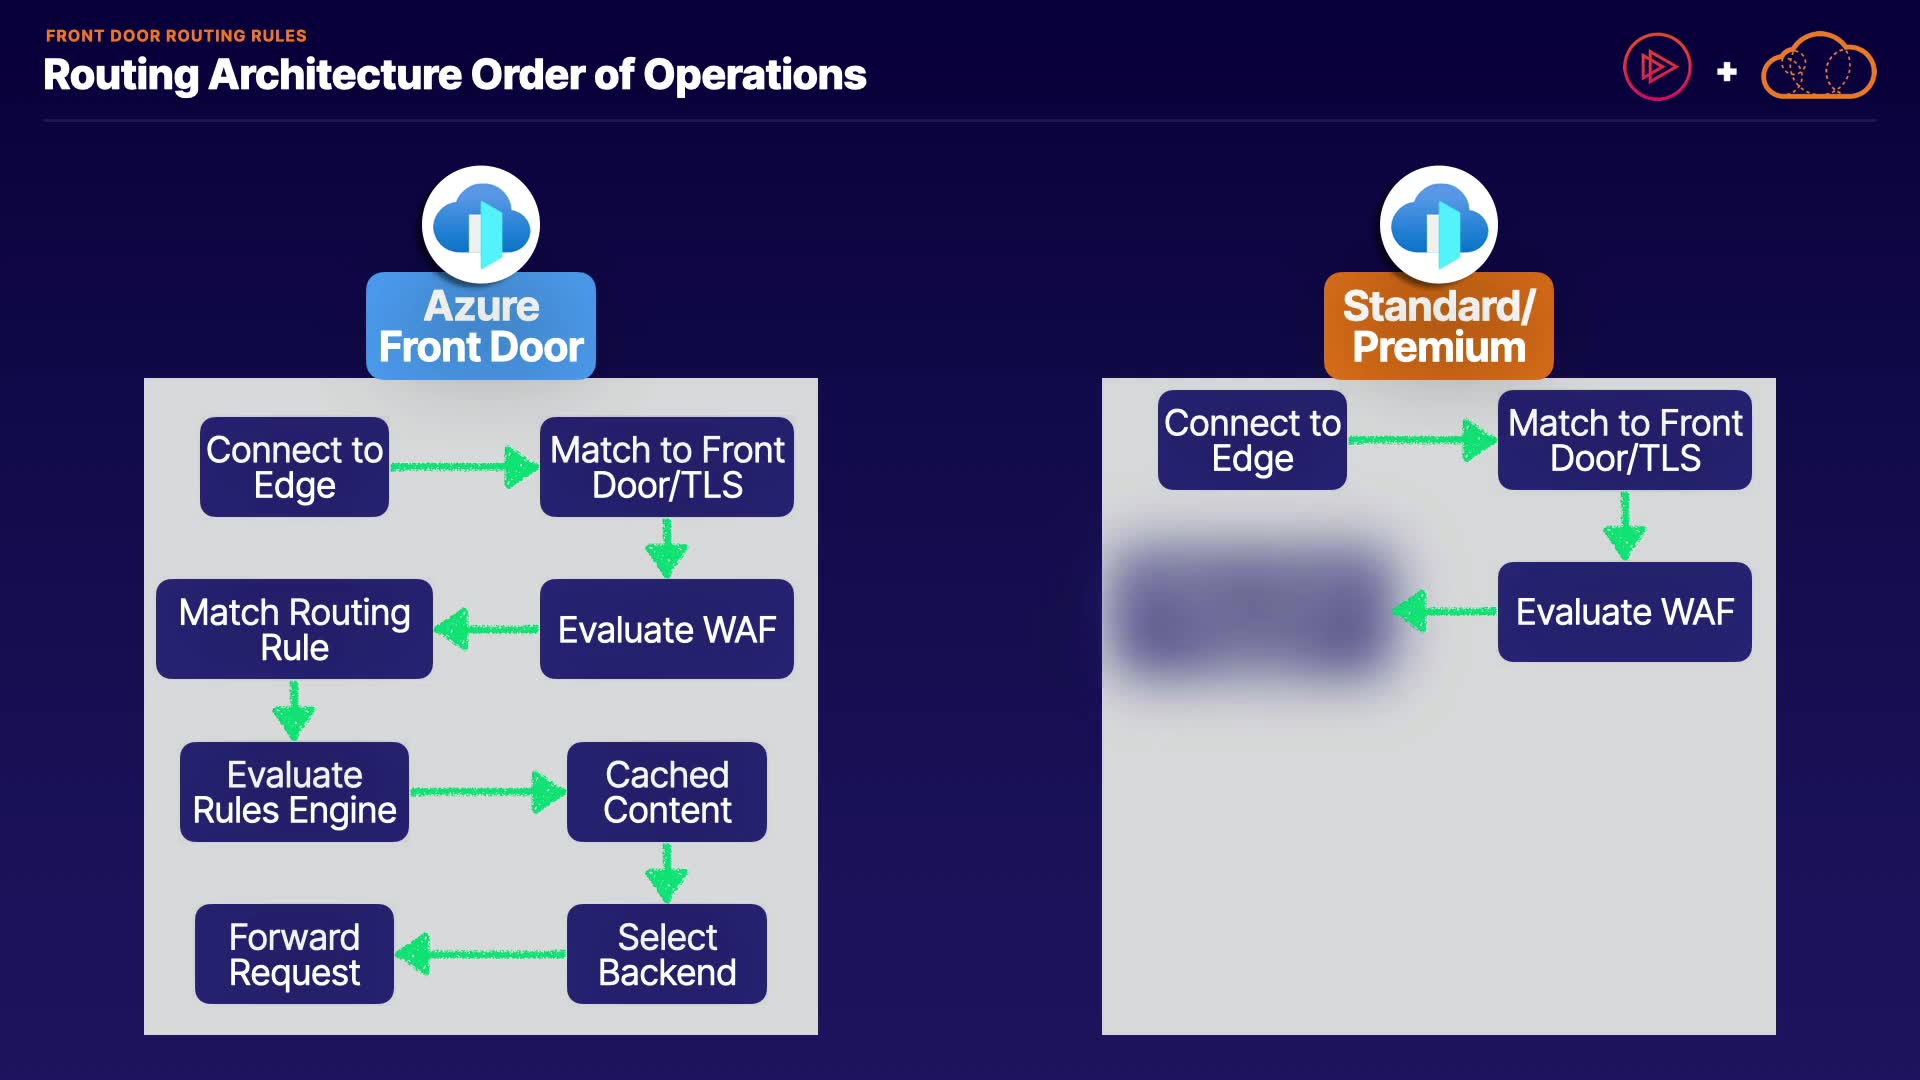 FRONT DOOR ROUTING RULES
Routing Architecture Order of Operations
+
Azure
Front Door
Connect to
Edge
Match to Front
Door/TLS
Evaluate WAF
Match Routing
Rule
Evaluate
Rules Engine
Cached
Content
Select
Backend
Forward
Request
Standard/
Premium
Connect to
Edge
Match to Front
Door/TLS
Evaluate WAF